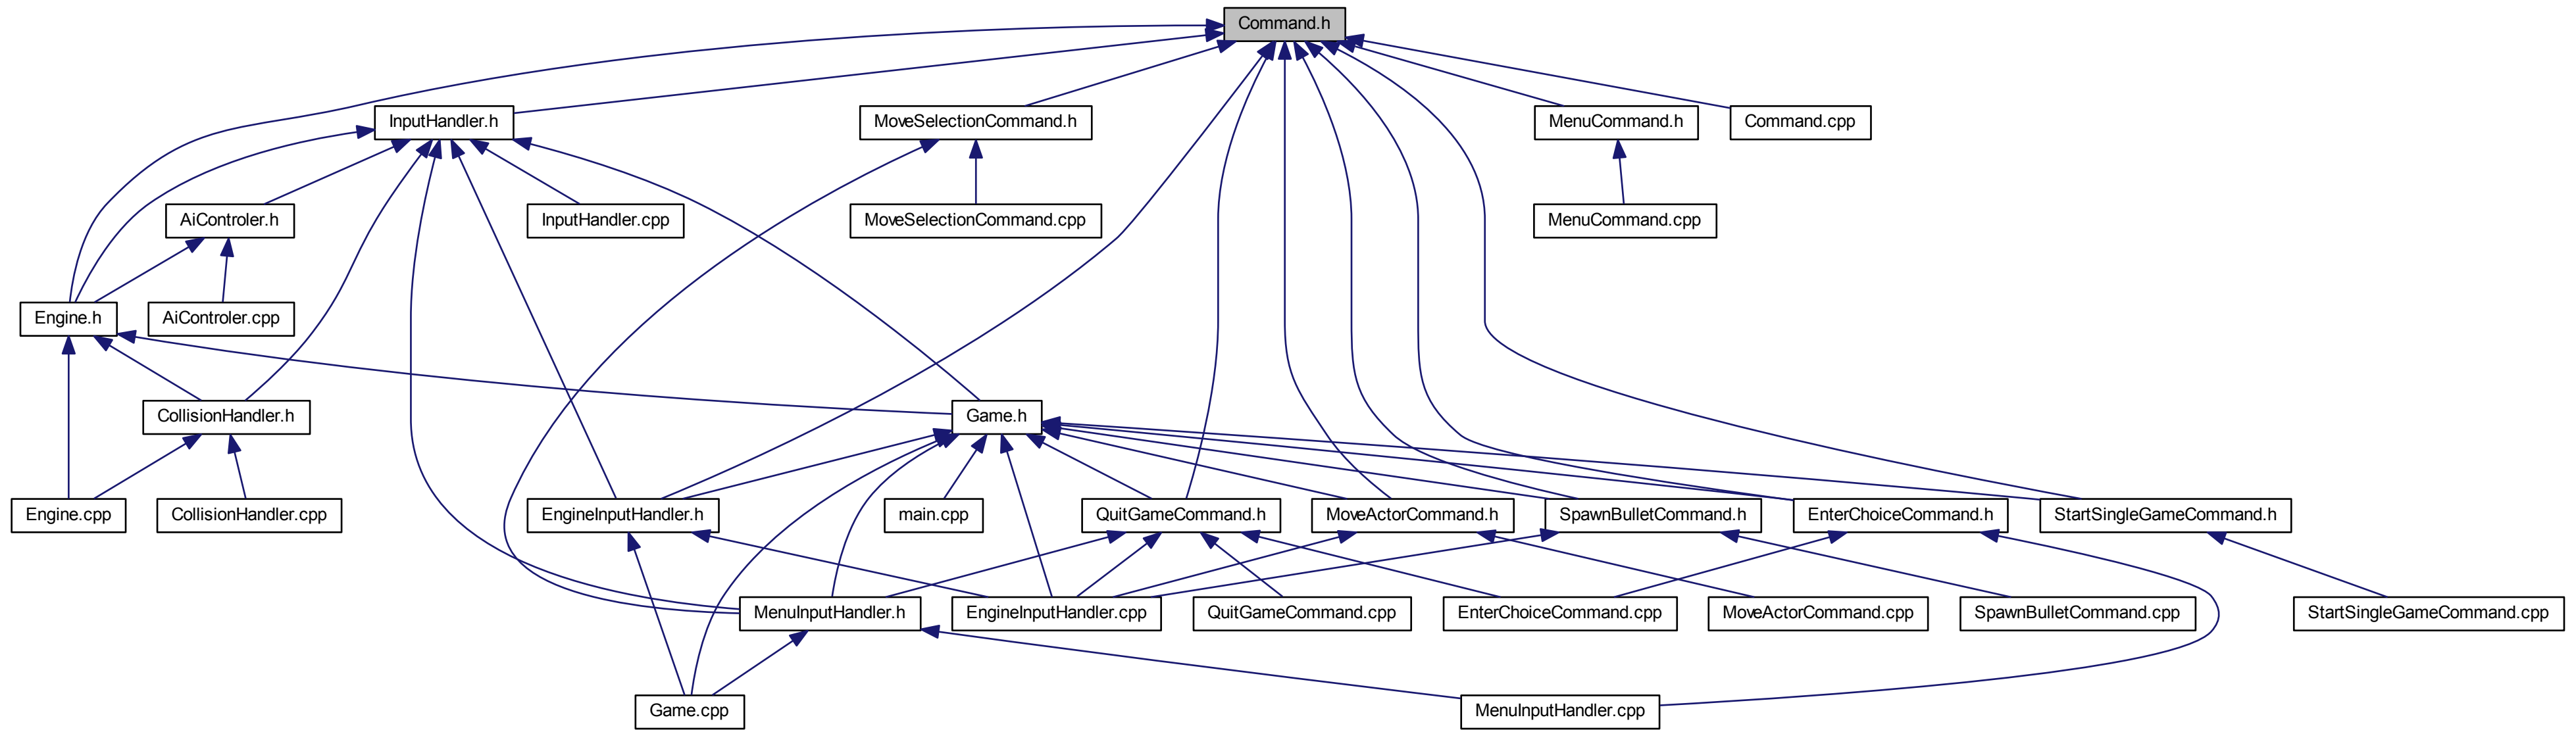 Command.h
InputHandler.h
MoveSelectionCommand.h
MenuCommand.h
Command.cpp
AiControler.h
InputHandler.cpp
MoveSelectionCommand.cpp
MenuCommand.cpp
Engine.h
AiControler.cpp
CollisionHandler.h
Game.h
Engine.cpp
CollisionHandler.cpp
EngineInputHandler.h
main.cpp
QuitGameCommand.h
MoveActorCommand.h
SpawnBulletCommand.h
EnterChoiceCommand.h
StartSingleGameCommand.h
MenuInputHandler.h
EngineInputHandler.cpp
QuitGameCommand.cpp
EnterChoiceCommand.cpp
MoveActorCommand.cpp
SpawnBulletCommand.cpp
StartSingleGameCommand.cpp
Game.cpp
MenuInputHandler.cpp